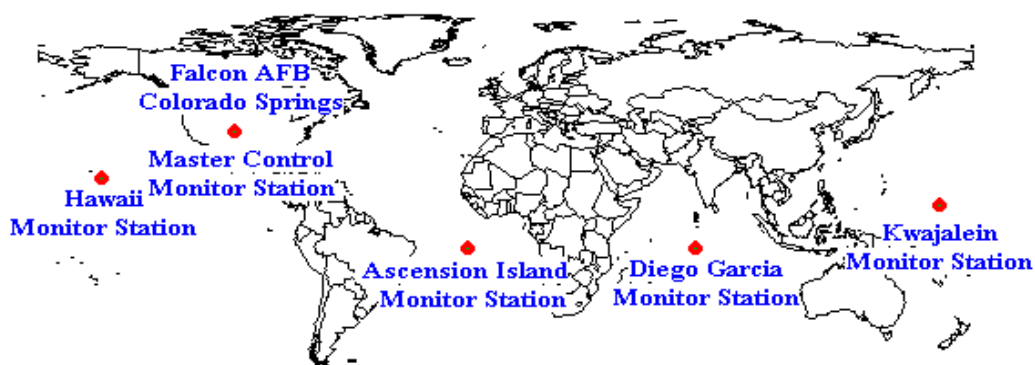 Falcon AFB
Colorado Springs
Master Control
Monitor Station
Hawaii
Monitor Station
Ascension Island
Monitor Station
Diego Garcia
Monitor Station
Kwajalein
Monitor Station